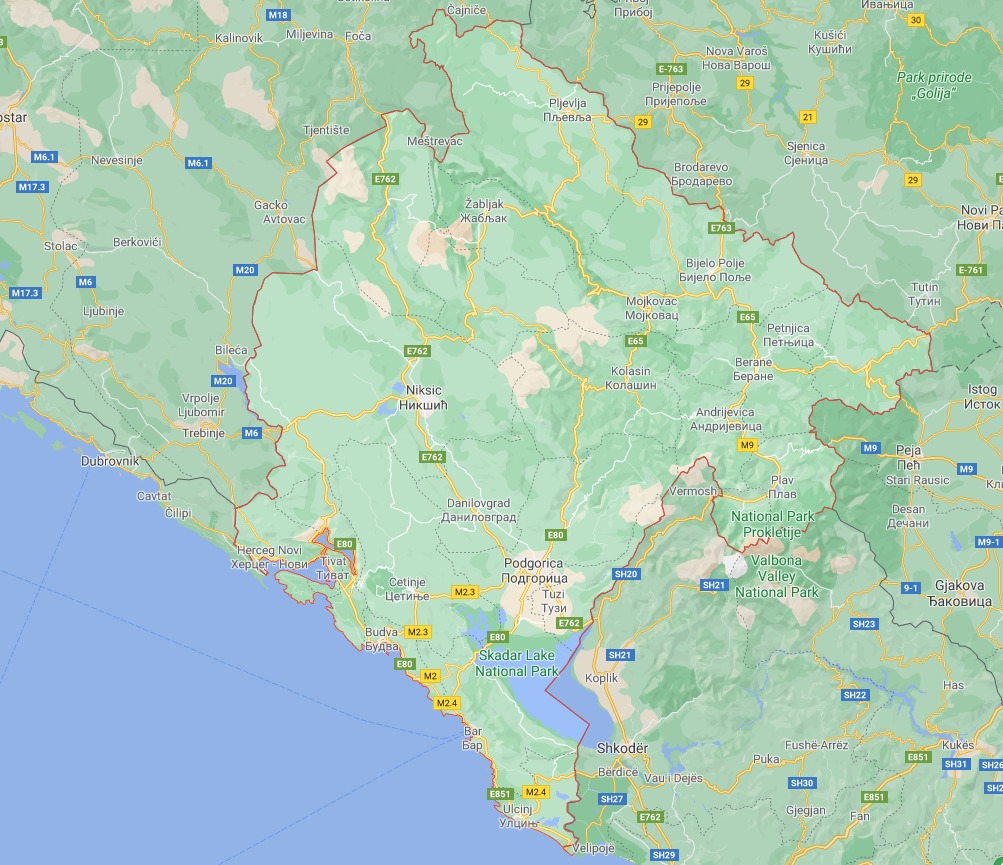 Čajniče
Прибој
Ивањица
M18
Kalinovik
Miljevina
Foča
30
Nova Varoš
Нова Варош
Kušići
Кушићи
E-763
29
Park prirode
„Golija”
Prijepolje
Пријепоље
Pljevlja
Пљевља
29
21
ostar
Tjentište
Meštrevac
Sjenica
Сјеница
M6.1
Nevesinje
M6.1
Brodarevo
Бродарево
29
M17.3
E762
Žabljak
Жабљак
Gacko
Avtovac
Novi Pa
Нови Па
E763
Stolac
Berkovići
M20
Bijelo Polje
Бијело Поље
E-761
M6
M17.3
Mojkovac
Мојковац
Tutin
Тутин
Ljubinje
E65
Petnjica
Петњица
E65
Bileća
E762
Berane
Беране
Kolasin
Колашин
M20
Niksic
Никшић
Istog
Исток
Vrpolje
Ljubomir
Andrijevica
Андријевица
Trebinje
M6
M9
M9
Peja
Пећ
Stari Rausic
Dubrovnik
E762
M9
Cavtat
Vermosh
Plav
Плав
Čilipi
Danilovgrad
Даниловград
National Park
Prokletije
Desan
Дечани
E80
E80
M9-1
Herceg Novi
Херцег - Нови
Tivat
Тиват
Podgorica
Подгорица
Valbona
Valley
National Park
SH20
SH21
9-1
Gjakova
Ђаковица
Cetinje
Цетиње
M2.3
Tuzi
Тузи
E762
SH23
Budva
Будва
M2.3
E80
Skadar Lake
National Park
SH21
E80
M2
Koplik
Has
SH22
M2.4
Bar
Бар
Shkodër
Fushë-Arrëz
Kukës
Puka
E851
SH31
Bërdicë
Vau i Dejës
SH30
E851
M2.4
SH27
E851
Ulcinj
Улцињ
Gjegjan
E762
Fan
Velipojë
SH29